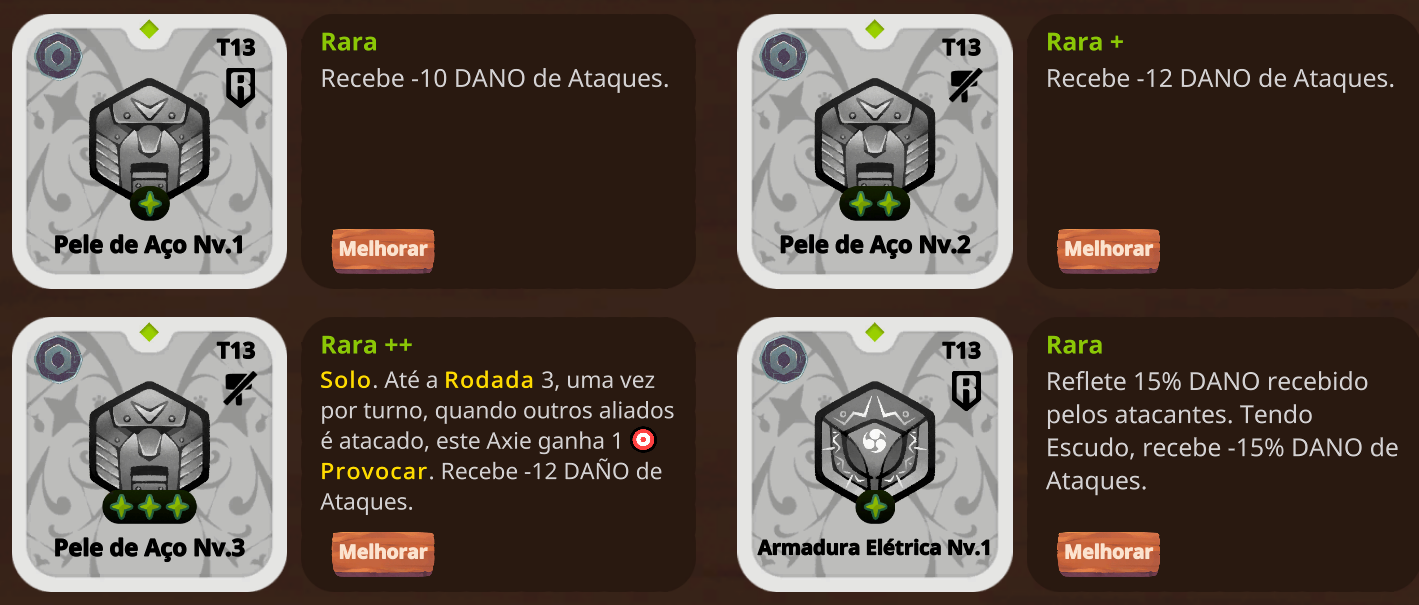 T13
Pele de Aço Nv.1
Rara
Recebe -10 DANO de Ataques.
Melhorar
T13
Pele de Aço Nv.2
Rara +
Recebe -12 DANO de Ataques.
Melhorar
T13
Pele de Aço Nv.3
Rara ++
Solo. Até a Rodada 3, uma vez
por turno, quando outros aliados
é atacado, este Axie ganha 1
Provocar. Recebe -12 DAÑO de
Ataques.
Melhorar
T13
Armadura Elétrica Nv.1
Rara
Reflete 15% DANO recebido
pelos atacantes. Tendo
Escudo, recebe -15% DANO de
Ataques.
Melhorar